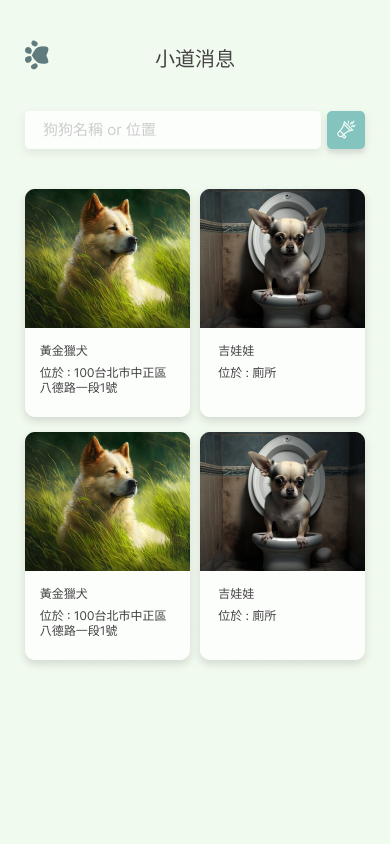 小道消息
狗狗名稱 or 位置
黃金獵犬
位於 : 100台北市中正區
八德路一段1號
吉娃娃
位於 : 廁所
黃金獵犬
位於 : 100台北市中正區
八德路一段1號
吉娃娃
位於 : 廁所